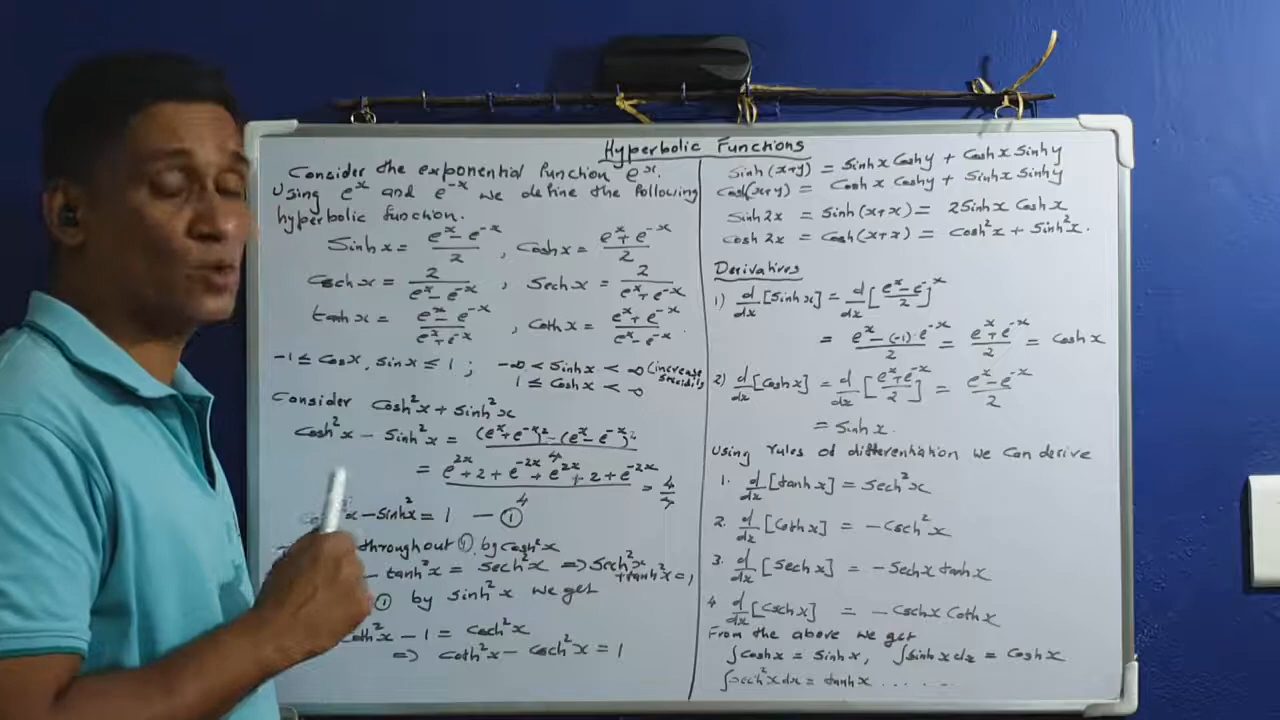 Hyperbolic Functions
Consider the exponential function e^x.
Using e^x and e^-x we define the following
hyperbolic function.
Sinh x = (e^x - e^-x)/2 , Cosh x = (e^x + e^-x)/2
Csch x = 2/(e^x - e^-x) , Sech x = 2/(e^x + e^-x)
tanh x = (e^x - e^-x)/(e^x + e^-x) , Coth x = (e^x + e^-x)/(e^x - e^-x) .
-1 ≤ Cos x, Sin x ≤ 1 ; -∞ < Sinh x < ∞ (increase
1 ≤ Cosh x < ∞
Consider Cosh²x + Sinh²x
Cosh²x - Sinh²x = ((e^x + e^-x)² - (e^x - e^-x)²)/4
= (e^2x + 2 + e^-2x + e^2x + 2 + e^-2x)/4 = 4/4
x - Sinh²x = 1 - ①
throughout ① by Cosh²x
- tanh²x = Sech²x => Sech²x
+ tanh²x = 1
① by Sinh²x we get
Coth²x - 1 = Csch²x
=> Coth²x - Csch²x = 1
Sinh(x+y) = Sinh x Cosh y + Cosh x Sinh y
Cosh(x+y) = Cosh x Cosh y + Sinh x Sinh y
Sinh 2x = Sinh(x+x) = 2 Sinh x Cosh x
Cosh 2x = Cosh(x+x) = Cosh²x + Sinh²x.
Derivatives
1) d/dx [Sinh x] = d/dx [(e^x - e^-x)/2]
= (e^x - (-1)·e^-x)/2 = (e^x + e^-x)/2 = Cosh x
2) d/dx [Cosh x] = d/dx [(e^x + e^-x)/2] = (e^x - e^-x)/2
= Sinh x.
Using rules of differentiation we can derive
1. d/dx [tanh x] = Sech²x
2. d/dx [Coth x] = -Csch²x
3. d/dx [Sech x] = -Sech x tanh x
4 d/dx [Csch x] = -Csch x Coth x
From the above we get
∫Cosh x = Sinh x, ∫Sinh x dx = Cosh x
∫Sech²x dx = tanh x . . . . . .